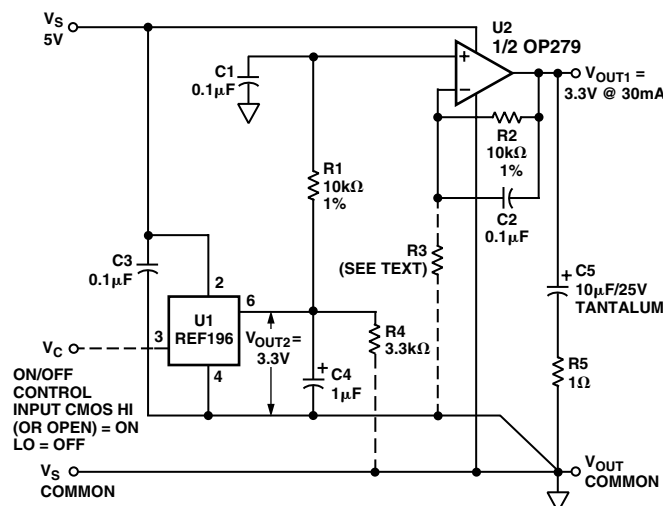 VS
5V
C1
0.1µF
U2
1/2 OP279
+
−
VOUT1 =
3.3V @ 30mA
R2
10kΩ
1%
C2
0.1µF
R1
10kΩ
1%
R3
(SEE TEXT)
C3
0.1µF
2
6
U1
REF196
3
4
VOUT2 =
3.3V
R4
3.3kΩ
+
C4
1µF
+
C5
10µF/25V
TANTALUM
R5
1Ω
VC
ON/OFF
CONTROL
INPUT CMOS HI
(OR OPEN) = ON
LO = OFF
VS
COMMON
VOUT
COMMON